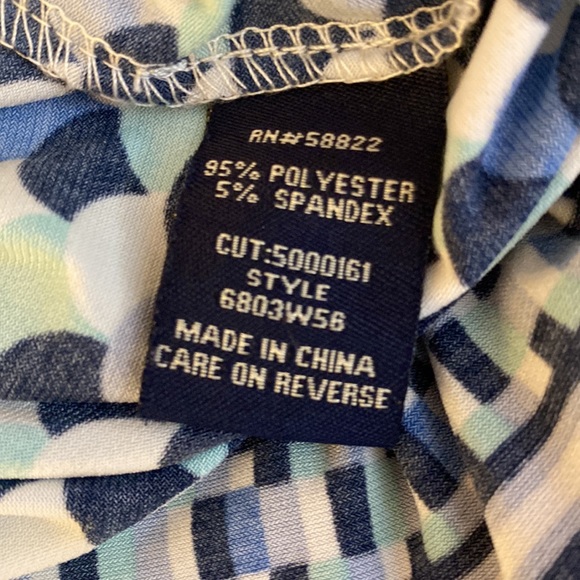 RN#58822
95% POLYESTER
5% SPANDEX
CUT:5000161
STYLE
6803W56
MADE IN CHINA
CARE ON REVERSE